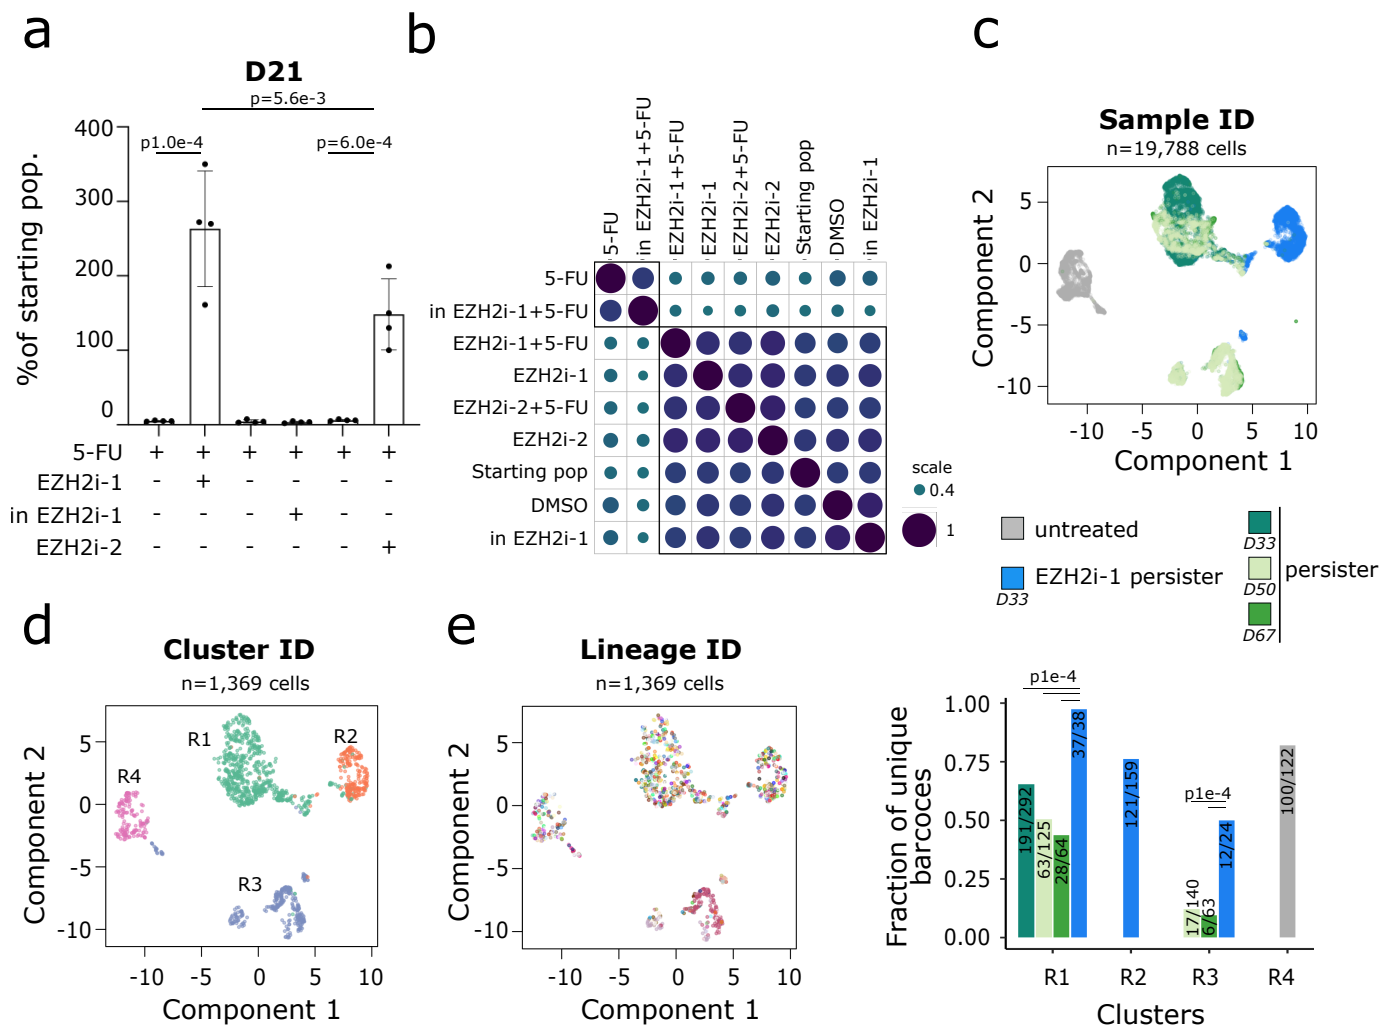 a
D21
p=5.6e-3
p1.0e-4
p=6.0e-4
%of starting pop.
400
300
200
100
0
5-FU + + + + + +
EZH2i-1 - + - - - -
in EZH2i-1 - - - + - -
EZH2i-2 - - - - - +
b
5-FU
in EZH2i-1+5-FU
EZH2i-1+5-FU
EZH2i-1
EZH2i-2+5-FU
EZH2i-2
Starting pop
DMSO
in EZH2i-1
5-FU
in EZH2i-1+5-FU
EZH2i-1+5-FU
EZH2i-1
EZH2i-2+5-FU
EZH2i-2
Starting pop
DMSO
in EZH2i-1
scale
0.4
1
c
Sample ID
n=19,788 cells
Component 2
5
0
-5
-10
-10 -5 0 5 10
Component 1
untreated
EZH2i-1 persister
D33
D33
D50
D67
persister
d
Cluster ID
n=1,369 cells
R1
R2
R4
R3
Component 2
5
0
-5
-10
-10 -5 0 5 10
Component 1
e
Lineage ID
n=1,369 cells
Component 2
5
0
-5
-10
-10 -5 0 5 10
Component 1
Fraction of unique
barcoces
1.00
0.75
0.50
0.25
0.00
p1e-4
p1e-4
191/292
63/125
28/64
37/38
121/159
17/140
6/63
12/24
100/122
R1 R2 R3 R4
Clusters